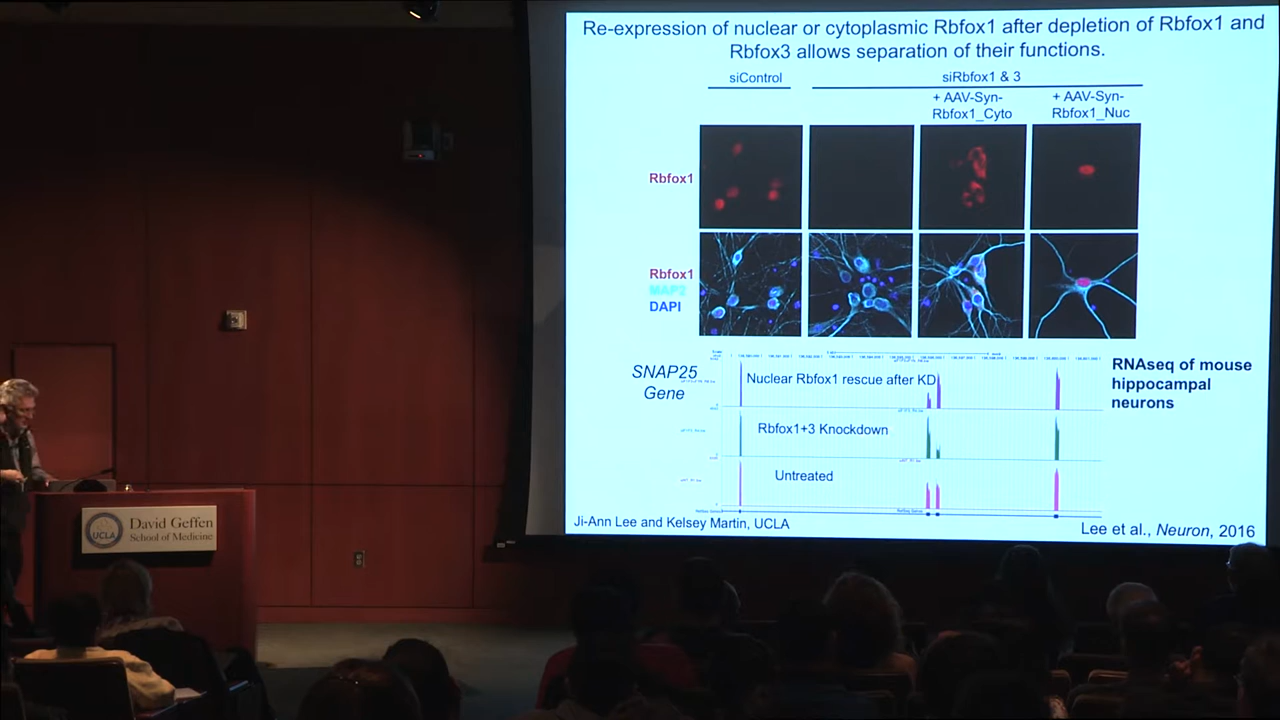 Re-expression of nuclear or cytoplasmic Rbfox1 after depletion of Rbfox1 and
Rbfox3 allows separation of their functions.
siControl
siRbfox1 & 3
+ AAV-Syn-
Rbfox1_Cyto
+ AAV-Syn-
Rbfox1_Nuc
Rbfox1
Rbfox1
MAP2
DAPI
SNAP25
Gene
Nuclear Rbfox1 rescue after KD
Rbfox1+3 Knockdown
Untreated
RNAseq of mouse
hippocampal
neurons
Ji-Ann Lee and Kelsey Martin, UCLA
Lee et al., Neuron, 2016
UCLA
David Geffen
School of Medicine